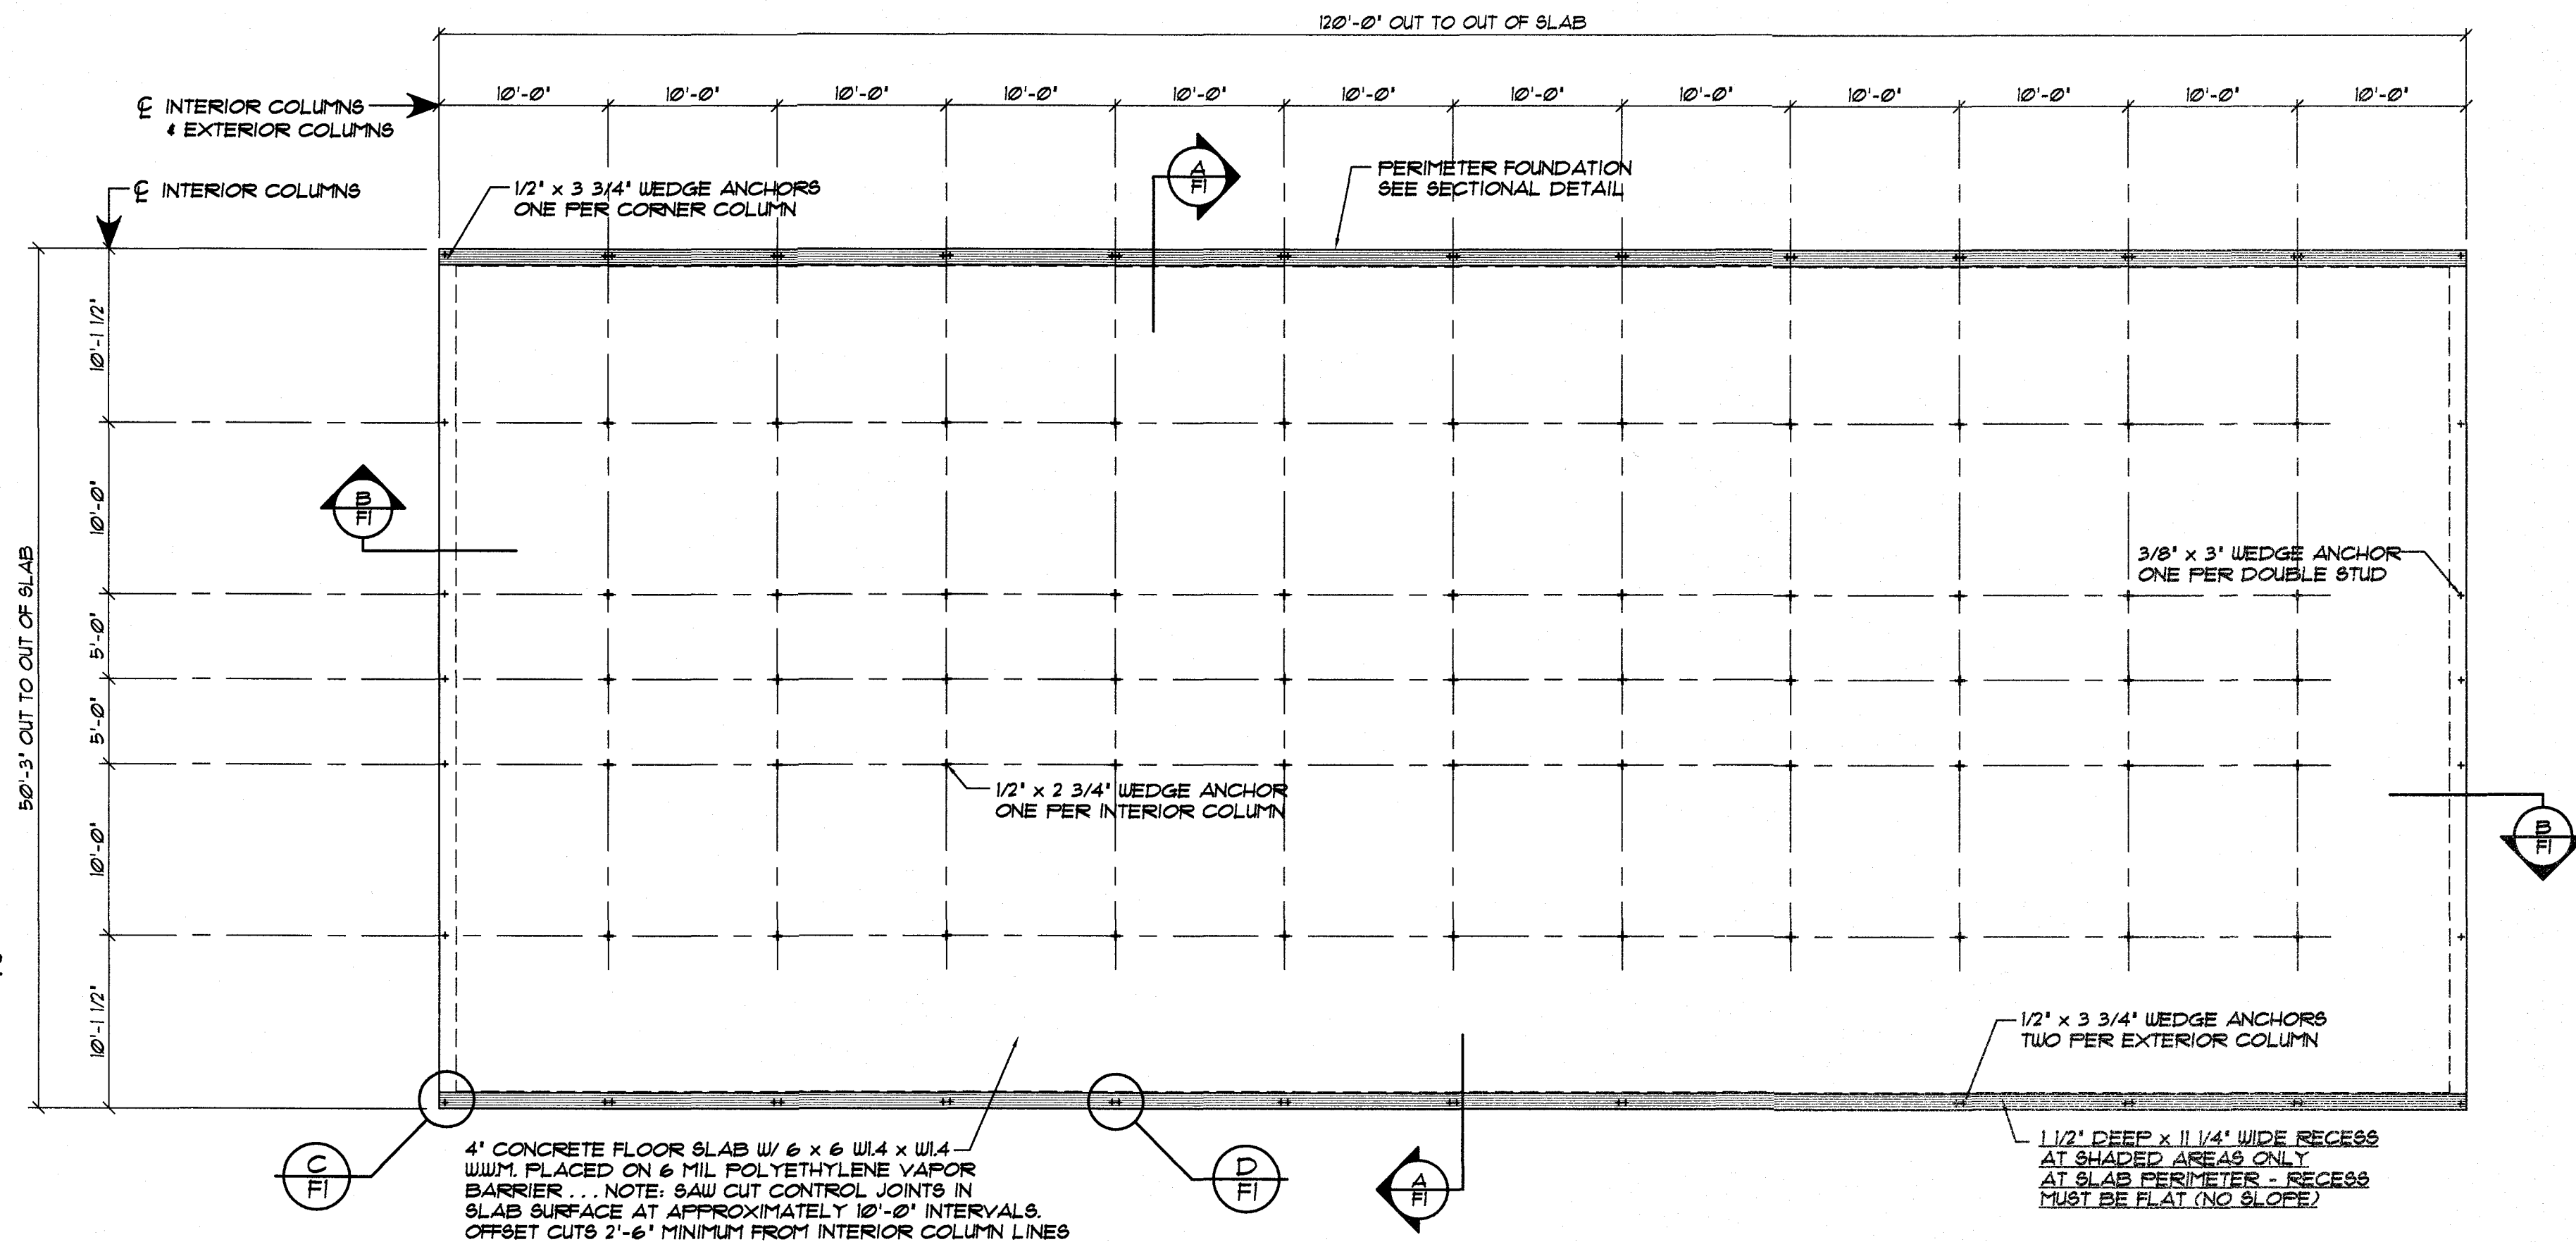 120'-0" OUT TO OUT OF SLAB
10'-0" 10'-0" 10'-0" 10'-0" 10'-0" 10'-0" 10'-0" 10'-0" 10'-0" 10'-0" 10'-0" 10'-0"
℄ INTERIOR COLUMNS
& EXTERIOR COLUMNS
℄ INTERIOR COLUMNS
1/2" x 3 3/4" WEDGE ANCHORS
ONE PER CORNER COLUMN
A
F1
PERIMETER FOUNDATION
SEE SECTIONAL DETAIL
50'-3" OUT TO OUT OF SLAB
10'-1 1/2"
10'-0"
5'-0"
5'-0"
10'-0"
10'-1 1/2"
B
F1
3/8" x 3" WEDGE ANCHOR
ONE PER DOUBLE STUD
1/2" x 2 3/4" WEDGE ANCHOR
ONE PER INTERIOR COLUMN
B
F1
1/2" x 3 3/4" WEDGE ANCHORS
TWO PER EXTERIOR COLUMN
C
F1
4" CONCRETE FLOOR SLAB W/ 6 x 6 W1.4 x W1.4
W.W.M. PLACED ON 6 MIL POLYETHYLENE VAPOR
BARRIER . . . NOTE: SAW CUT CONTROL JOINTS IN
SLAB SURFACE AT APPROXIMATELY 10'-0" INTERVALS.
OFFSET CUTS 2'-6" MINIMUM FROM INTERIOR COLUMN LINES
D
F1
A
F1
1 1/2" DEEP x 11 1/4" WIDE RECESS
AT SHADED AREAS ONLY
AT SLAB PERIMETER - RECESS
MUST BE FLAT (NO SLOPE)